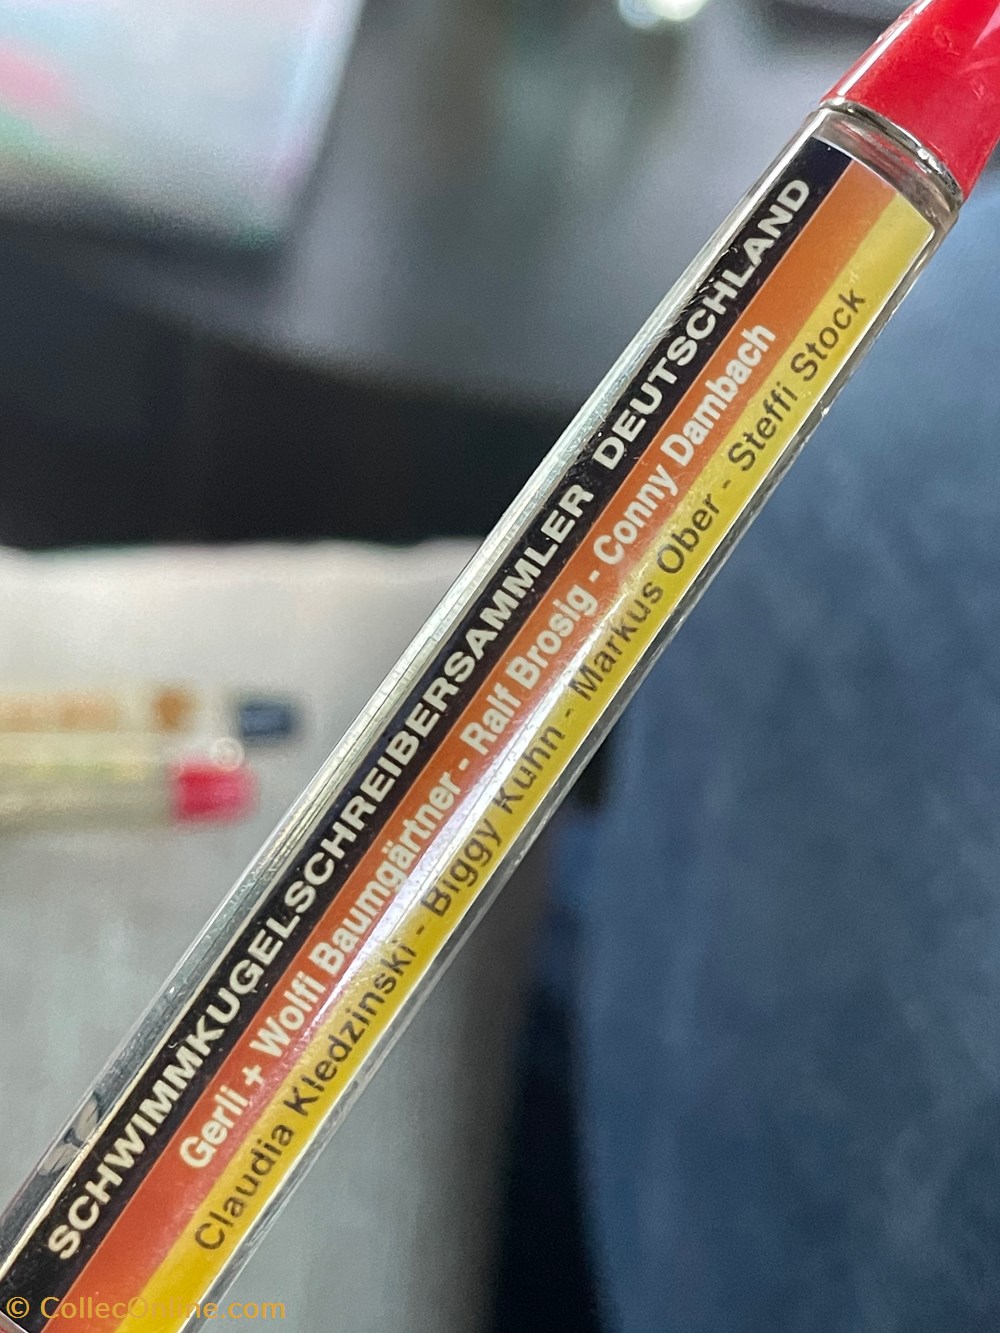 SCHWIMMKUGELSCHREIBERSAMMLER DEUTSCHLAND
Gerli + Wolfi Baumgärtner - Ralf Brosig - Conny Dambach
Claudia Kledzinski - Biggy Kuhn - Markus Ober - Steffi Stock
© CollecOnline.com